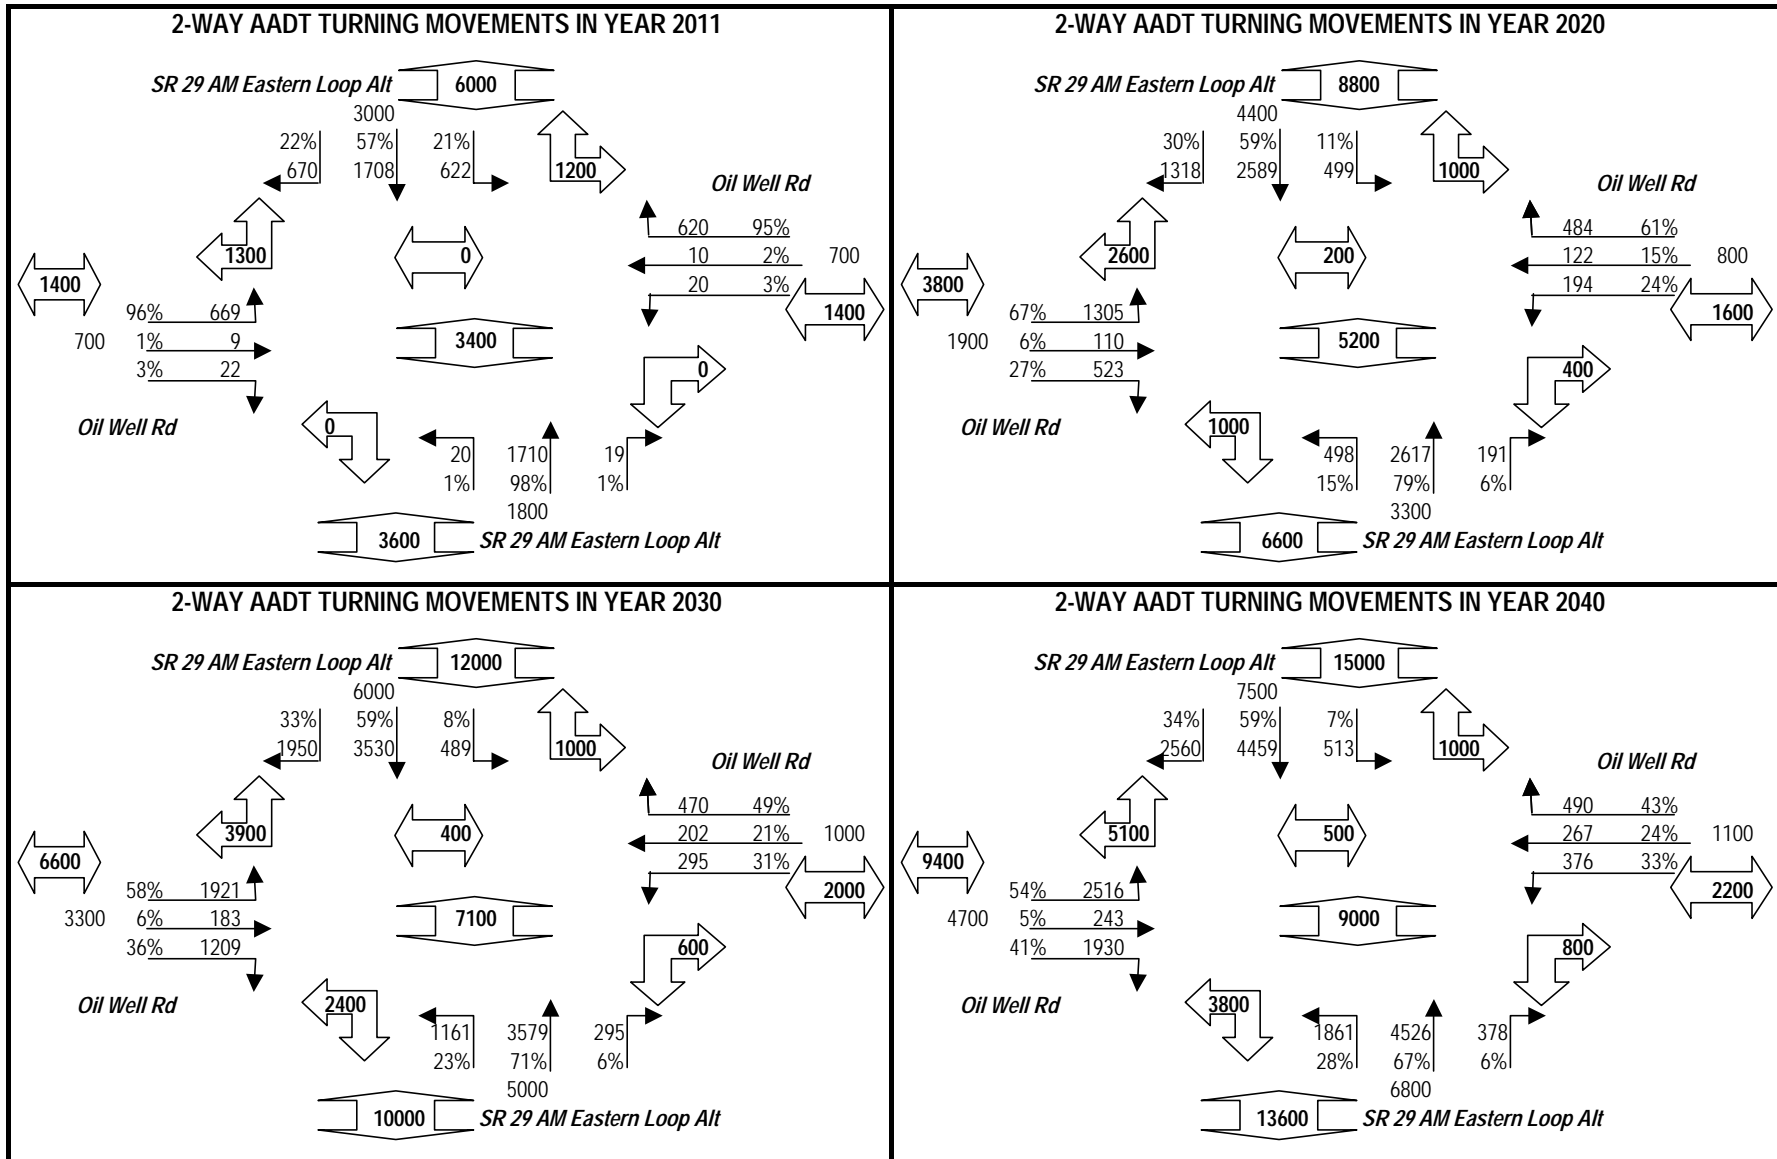 2-WAY AADT TURNING MOVEMENTS IN YEAR 2011
SR 29 AM Eastern Loop Alt 6000
3000
22% 57% 21%
670 1708 622
1200
Oil Well Rd
620 95%
10 2% 700
20 3%
1300 0
1400
1400
96% 669
700 1% 9
3% 22
3400
0
Oil Well Rd
0
20 1710 19
1% 98% 1%
1800
3600 SR 29 AM Eastern Loop Alt
2-WAY AADT TURNING MOVEMENTS IN YEAR 2020
SR 29 AM Eastern Loop Alt 8800
4400
30% 59% 11%
1318 2589 499
1000
Oil Well Rd
484 61%
122 15% 800
194 24%
2600 200
3800
1600
67% 1305
1900 6% 110
27% 523
5200
400
Oil Well Rd
1000
498 2617 191
15% 79% 6%
3300
6600 SR 29 AM Eastern Loop Alt
2-WAY AADT TURNING MOVEMENTS IN YEAR 2030
SR 29 AM Eastern Loop Alt 12000
6000
33% 59% 8%
1950 3530 489
1000
Oil Well Rd
470 49%
202 21% 1000
295 31%
3900 400
6600
2000
58% 1921
3300 6% 183
36% 1209
7100
600
Oil Well Rd
2400
1161 3579 295
23% 71% 6%
5000
10000 SR 29 AM Eastern Loop Alt
2-WAY AADT TURNING MOVEMENTS IN YEAR 2040
SR 29 AM Eastern Loop Alt 15000
7500
34% 59% 7%
2560 4459 513
1000
Oil Well Rd
490 43%
267 24% 1100
376 33%
5100 500
9400
2200
54% 2516
4700 5% 243
41% 1930
9000
800
Oil Well Rd
3800
1861 4526 378
28% 67% 6%
6800
13600 SR 29 AM Eastern Loop Alt